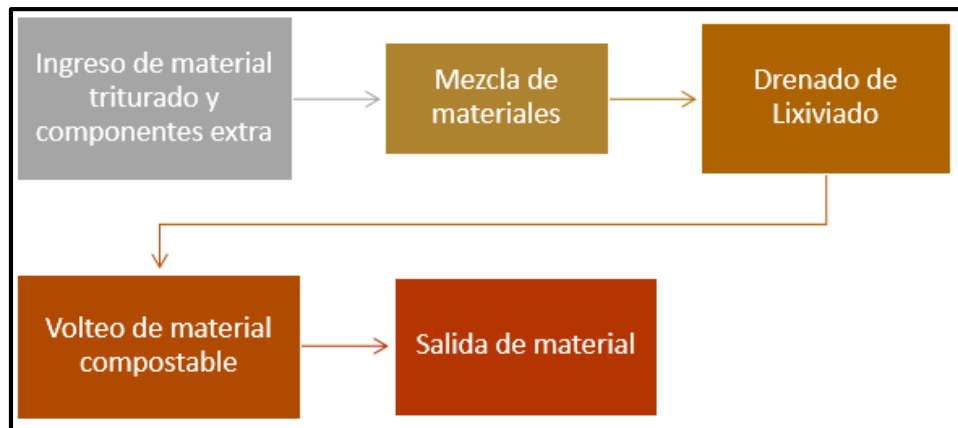 Ingreso de material
triturado y
componentes extra
Mezcla de
materiales
Drenado de
Lixiviado
Volteo de material
compostable
Salida de material